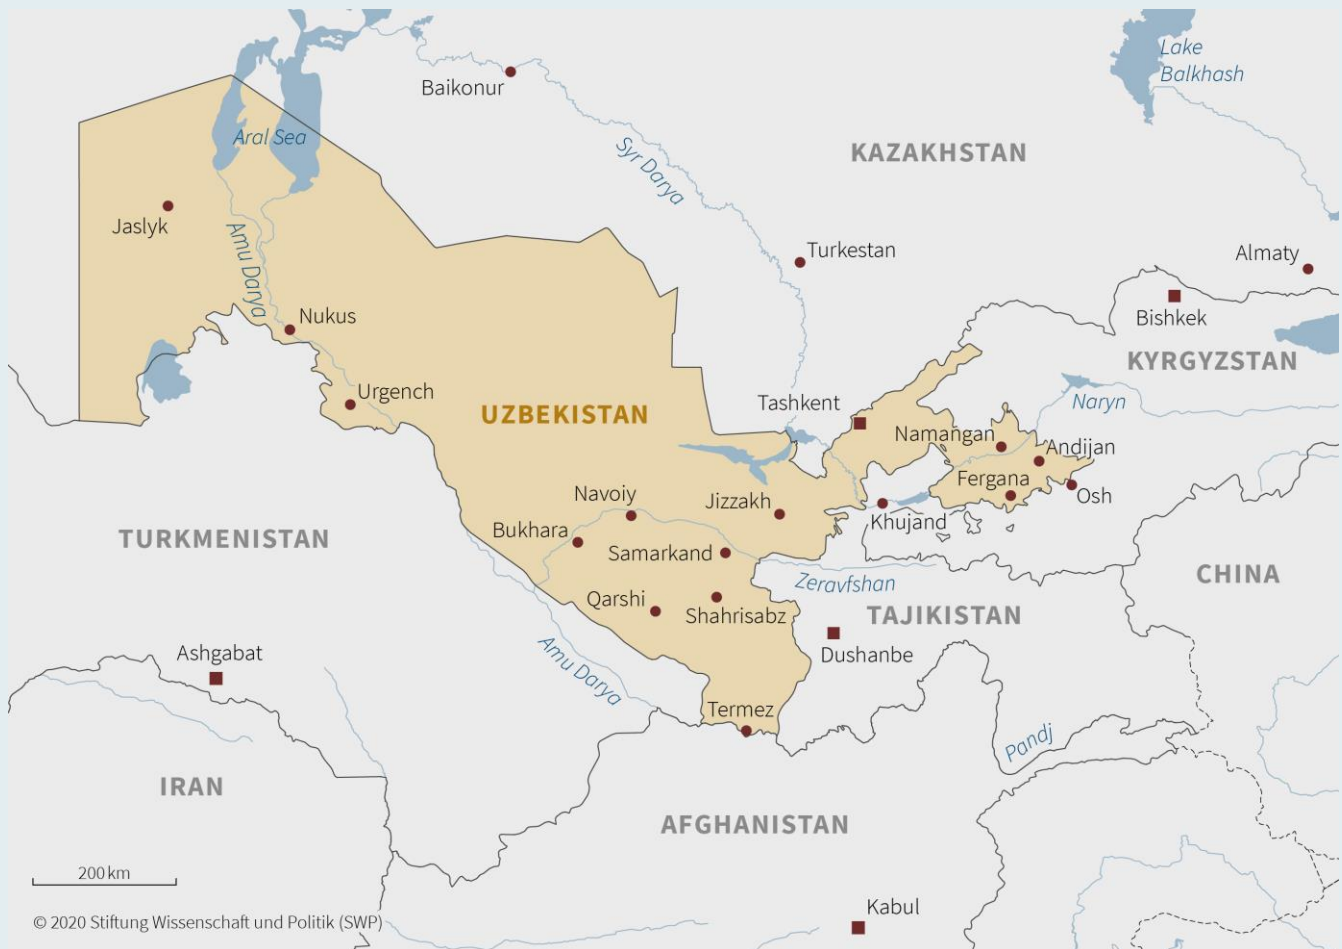 Lake
Balkhash
Baikonur
Aral Sea
Syr Darya
KAZAKHSTAN
Jaslyk
Amu Darya
Turkestan
Almaty
Nukus
Bishkek
KYRGYZSTAN
Urgench
UZBEKISTAN
Tashkent
Naryn
Namangan
Andijan
Fergana
Osh
Navoiy
Jizzakh
Khujand
Bukhara
TURKMENISTAN
Samarkand
CHINA
Zeravfshan
Qarshi
Shahrisabz
TAJIKISTAN
Ashgabat
Amu Darya
Dushanbe
Termez
Pandj
IRAN
AFGHANISTAN
200 km
Kabul
© 2020 Stiftung Wissenschaft und Politik (SWP)